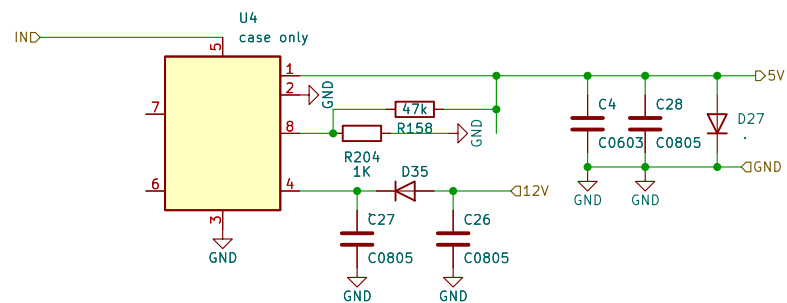 U4
case only
IN
5
1
5V
2
GND
7
47k
C4
C28
D27
8
R158
GND
C0603
C0805
.
R204
1K
D35
GND
6
4
12V
GND
GND
3
C27
C26
GND
C0805
C0805
GND
GND